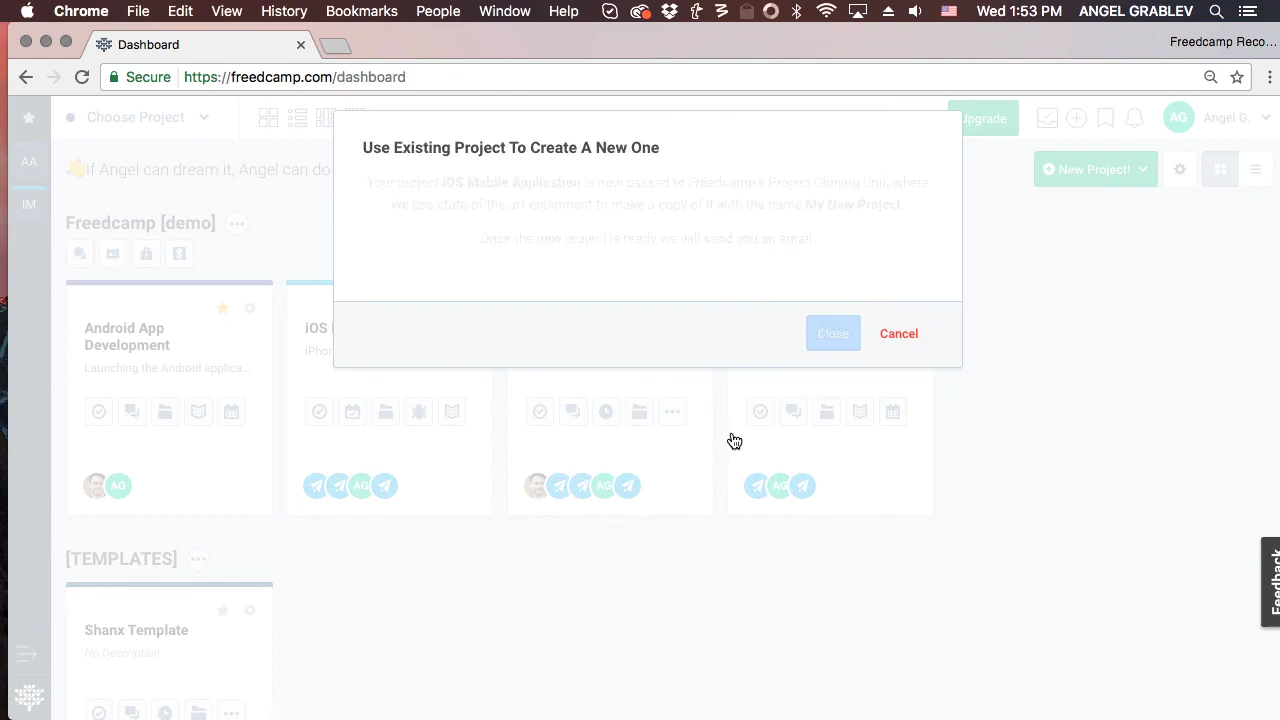 Chrome File Edit View History Bookmarks People Window Help Wed 1:53 PM ANGEL GRABLEV
Dashboard
Freedcamp Reco...
Secure https://freedcamp.com/dashboard
Choose Project
Upgrade
AG Angel G.
AA
If Angel can dream it, Angel can do
New Project!
IM
Use Existing Project To Create A New One
Your project iOS Mobile Application is now passed to Freedcamp's Project Cloning Unit, where
we use state of the art equipment to make a copy of it with the name My New Project.
Once the new project is ready we will send you an email
Close Cancel
Freedcamp [demo]
Android App
Development
Launching the Android applica...
AG
iOS
iPhon
AG
AG
AG
[TEMPLATES]
Shanx Template
No Description
Feedback